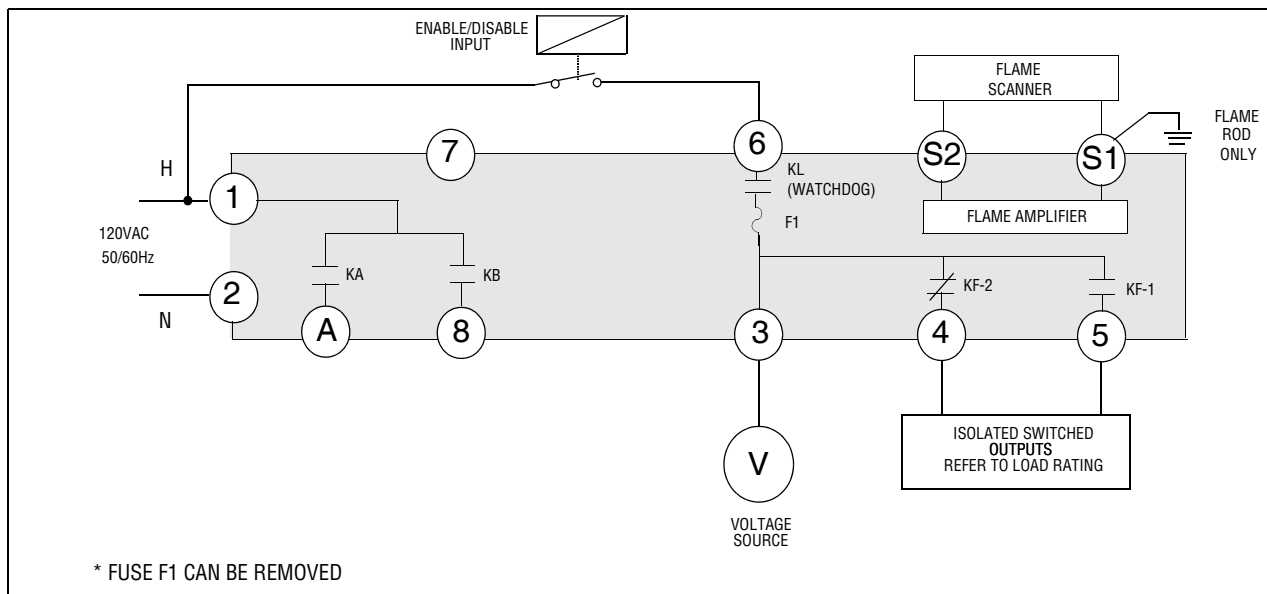 ENABLE/DISABLE
INPUT
FLAME
SCANNER
FLAME
ROD
ONLY
H
7
6
S2
S1
KL
(WATCHDOG)
1
F1
FLAME AMPLIFIER
120VAC
50/60Hz
KA
KB
KF-2
KF-1
2
N
A
8
3
4
5
ISOLATED SWITCHED
OUTPUTS
REFER TO LOAD RATING
V
VOLTAGE
SOURCE
* FUSE F1 CAN BE REMOVED